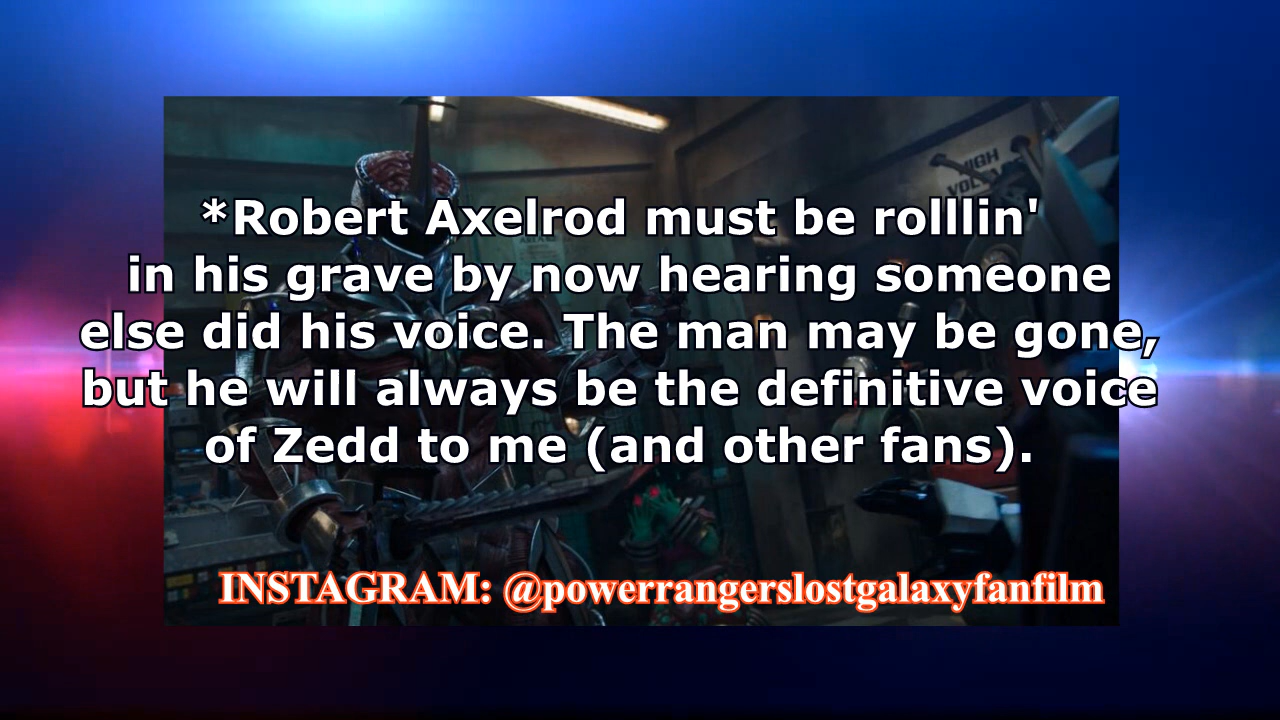 HIGH
VOLTA
*Robert Axelrod must be rolllin'
in his grave by now hearing someone
else did his voice. The man may be gone,
but he will always be the definitive voice
of Zedd to me (and other fans).
INSTAGRAM: @powerrangerslostgalaxyfanfilm